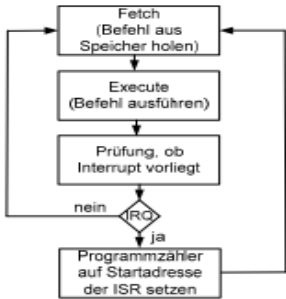 Fetch
(Befehl aus
Speicher holen)
Execute
(Befehl ausführen)
Prüfung, ob
Interrupt vorliegt
nein
IRQ
ja
Programmzähler
auf Startadresse
der ISR setzen